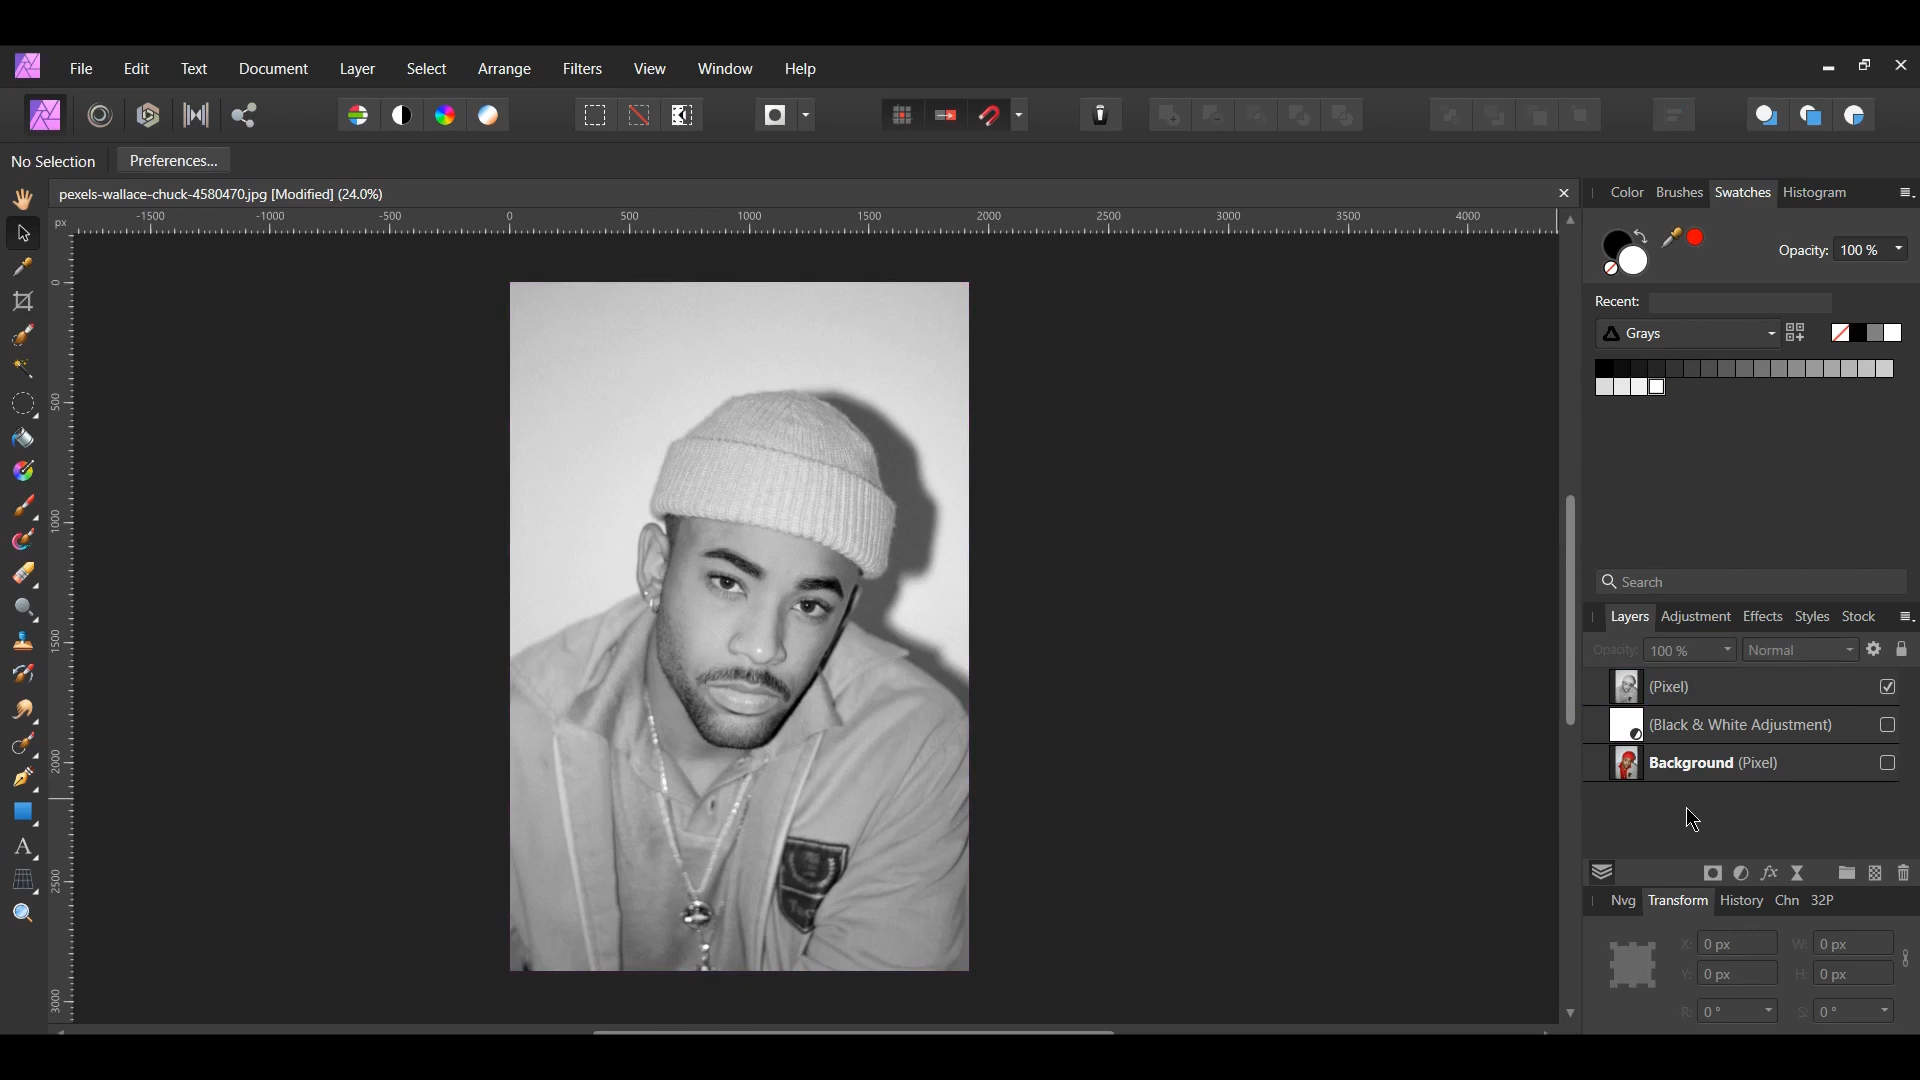 File Edit Text Document Layer Select Arrange Filters View Window Help
No Selection Preferences...
pexels-wallace-chuck-4580470.jpg [Modified] (24.0%)
Color Brushes Swatches Histogram
px -1500 -1000 -500 0 500 1000 1500 2000 2500 3000 3500 4000
Opacity: 100 %
0
Recent:
Grays
500
1000
Search
Layers Adjustment Effects Styles Stock
1500
Opacity: 100 % Normal
(Pixel)
(Black & White Adjustment)
2000
Background (Pixel)
2500
fx
Nvg Transform History Chn 32P
X: 0 px W: 0 px
Y: 0 px H: 0 px
3000
R: 0 ° S: 0 °